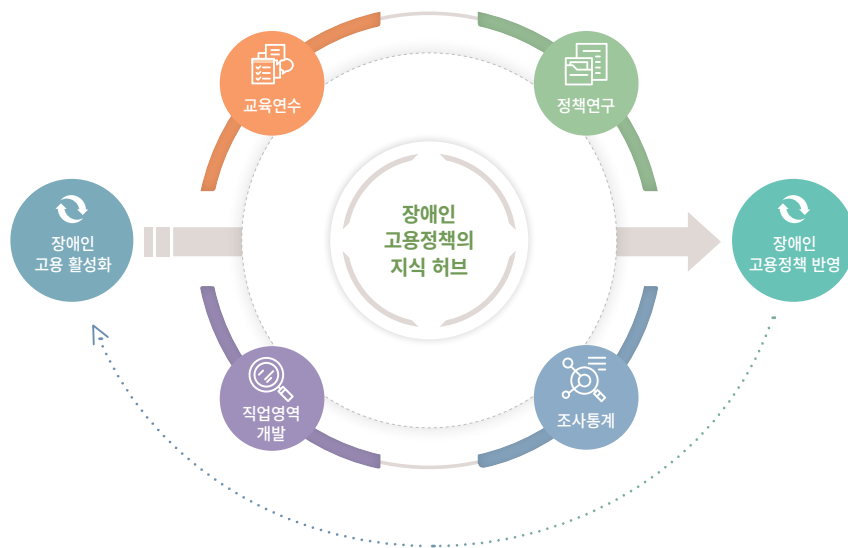 교육연수
정책연구
장애인
고용 활성화
장애인
고용정책의
지식 허브
장애인
고용정책 반영
직업영역
개발
조사통계